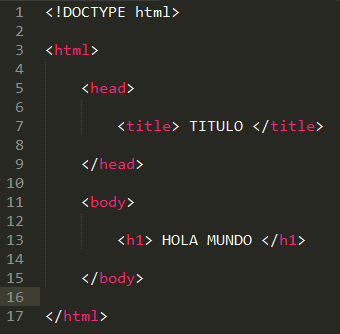 1 <!DOCTYPE html>
2
3 <html>
4
5 <head>
6
7 <title> TITULO </title>
8
9 </head>
10
11 <body>
12
13 <h1> HOLA MUNDO </h1>
14
15 </body>
16
17 </html>